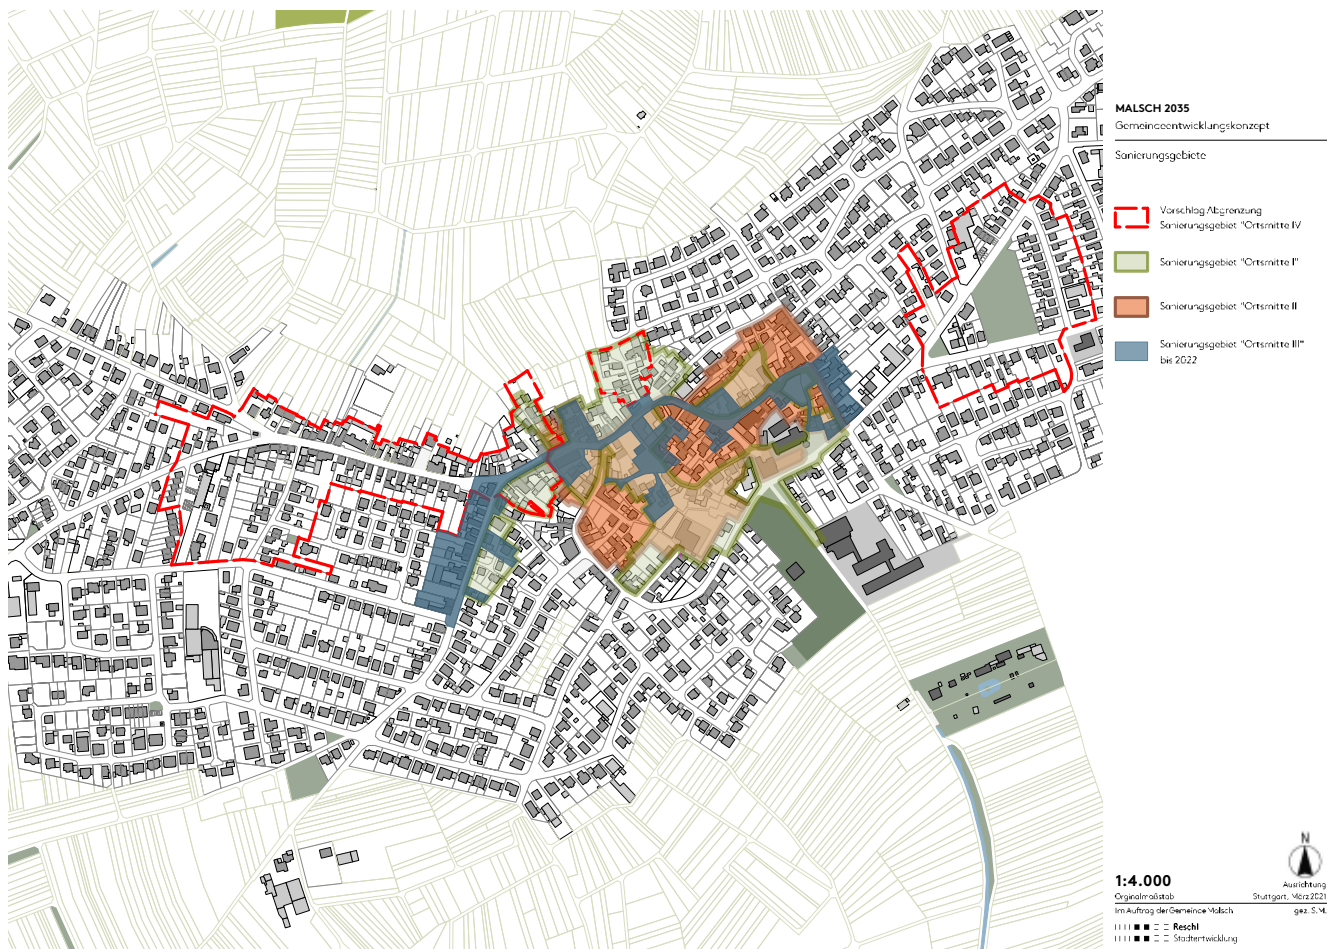 MALSCH 2035
Gemeindeentwicklungskonzept
Sanierungsgebiete
Vorschlag Abgrenzung
Sanierungsgebiet "Ortsmitte IV
Sanierungsgebiet "Ortsmitte I"
Sanierungsgebiet "Ortsmitte II
Sanierungsgebiet "Ortsmitte III"
bis 2022
N
1:4.000
Ausrichtung
Orginalmaßstab
Stuttgart, März 2021
Im Auftrag der Gemeinde Malsch
gez. S.M.
Reschl
Stadtentwicklung